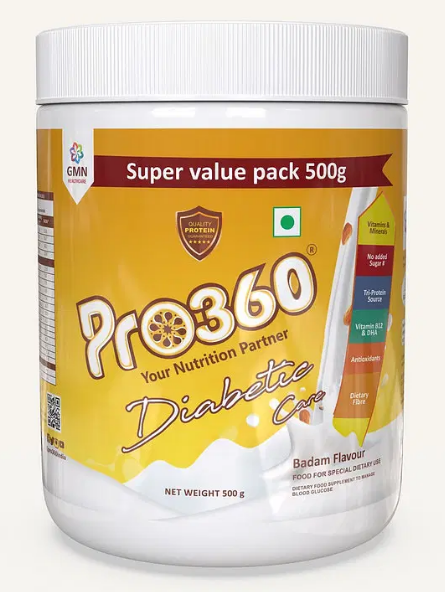 GMN
HEALTHCARE
Super value pack 500g
QUALITY
PROTEIN
Vitamins &
Minerals
No added
Sugar #
Tri-Protein
Source
Vitamin B12
& DHA
Antioxidants
Dietary
Fibre
Pro360®
Your Nutrition Partner
Diabetic
Care
Badam Flavour
FOOD FOR SPECIAL DIETARY USE
DIETARY FOOD SUPPLEMENT TO MANAGE
BLOOD GLUCOSE
NET WEIGHT 500 g